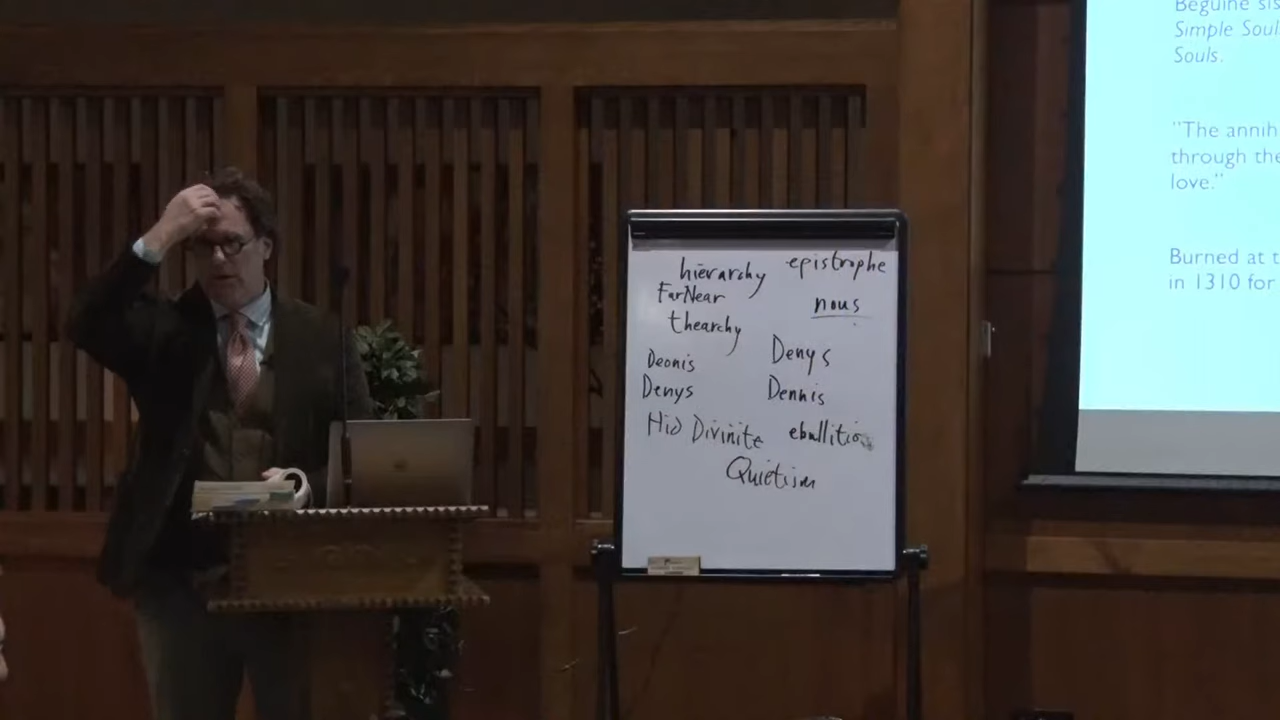 hierarchy epistrophe
FarNear nous
thearchy
Deonis Denys
Denys Dennis
Hid Divinite ebullitio
Quietism
Beguine sis
Simple Soul
Souls.
"The annih
through the
love."
Burned at t
in 1310 for